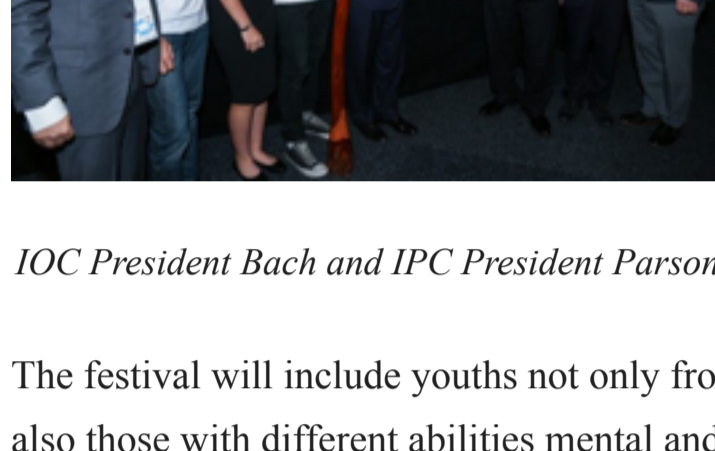 IOC President Bach and IPC President Parson
The festival will include youths not only fro
also those with different abilities mental and